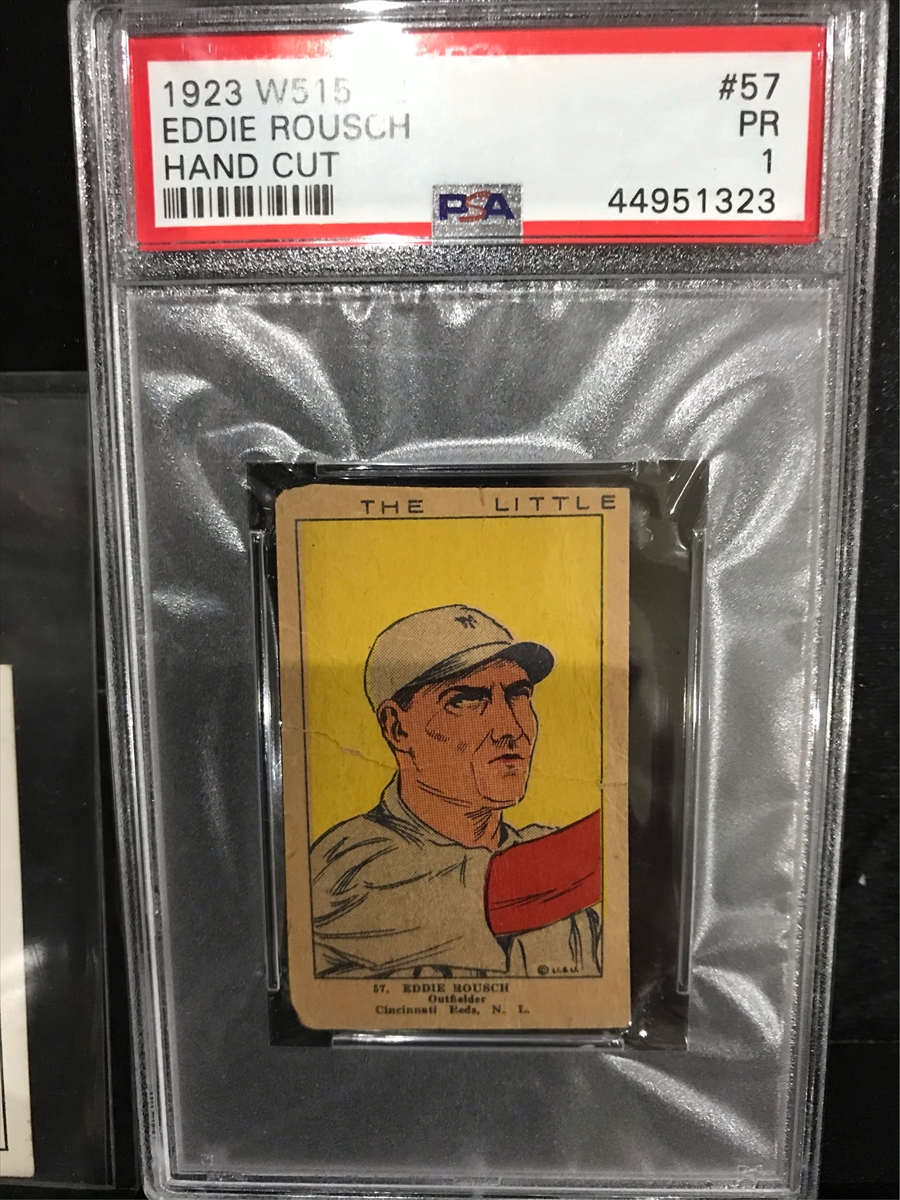 1923 W515
EDDIE ROUSCH
HAND CUT
#57
PR
1
44951323
PSA
THE LITTLE
© U&U
57. EDDIE ROUSCH
Outfielder
Cincinnati Reds, N. L.